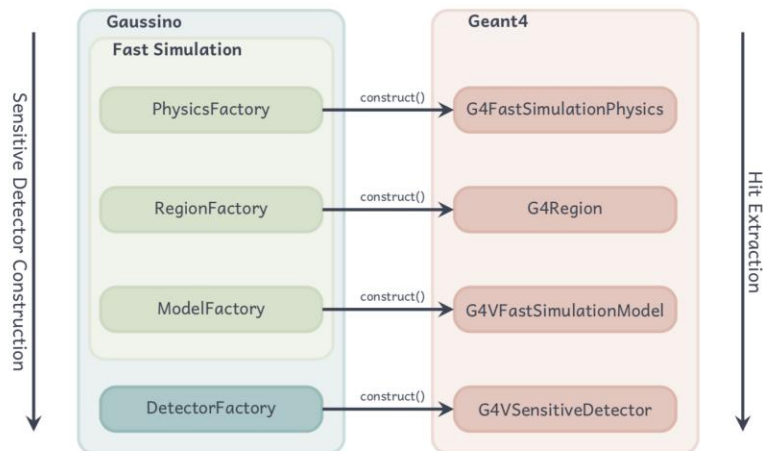 Gaussino
Geant4
Fast Simulation
PhysicsFactory
construct()
G4FastSimulationPhysics
RegionFactory
construct()
G4Region
ModelFactory
construct()
G4VFastSimulationModel
DetectorFactory
construct()
G4VSensitiveDetector
Sensitive Detector Construction
Hit Extraction